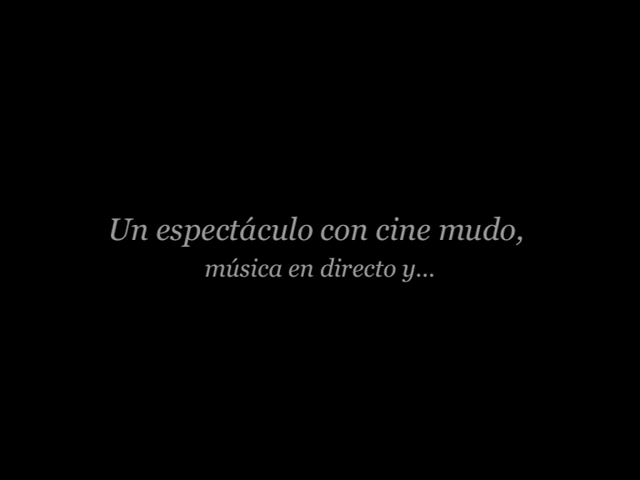 Un espectáculo con cine mudo,
música en directo y...